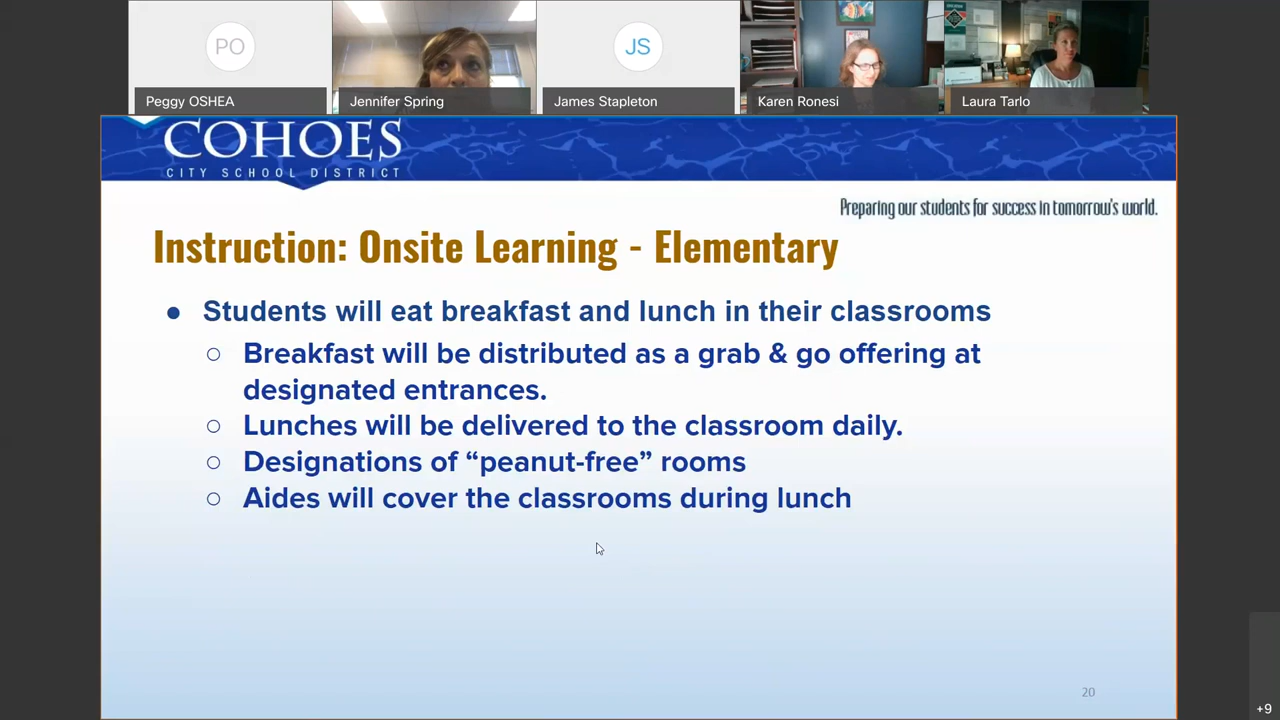 PO
JS
Peggy OSHEA
Jennifer Spring
James Stapleton
Karen Ronesi
Laura Tarlo
COHOES
CITY SCHOOL DISTRICT
Preparing our students for success in tomorrow's world.
Instruction: Onsite Learning - Elementary
● Students will eat breakfast and lunch in their classrooms
○ Breakfast will be distributed as a grab & go offering at
designated entrances.
○ Lunches will be delivered to the classroom daily.
○ Designations of “peanut-free” rooms
○ Aides will cover the classrooms during lunch
20
+9